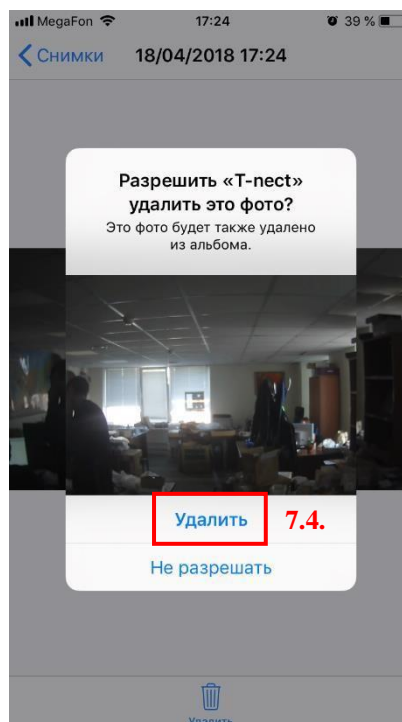 MegaFon 17:24 39 %
Снимки 18/04/2018 17:24
Разрешить «T-nect»
удалить это фото?
Это фото будет также удалено
из альбома.
Удалить 7.4.
Не разрешать
Удалить